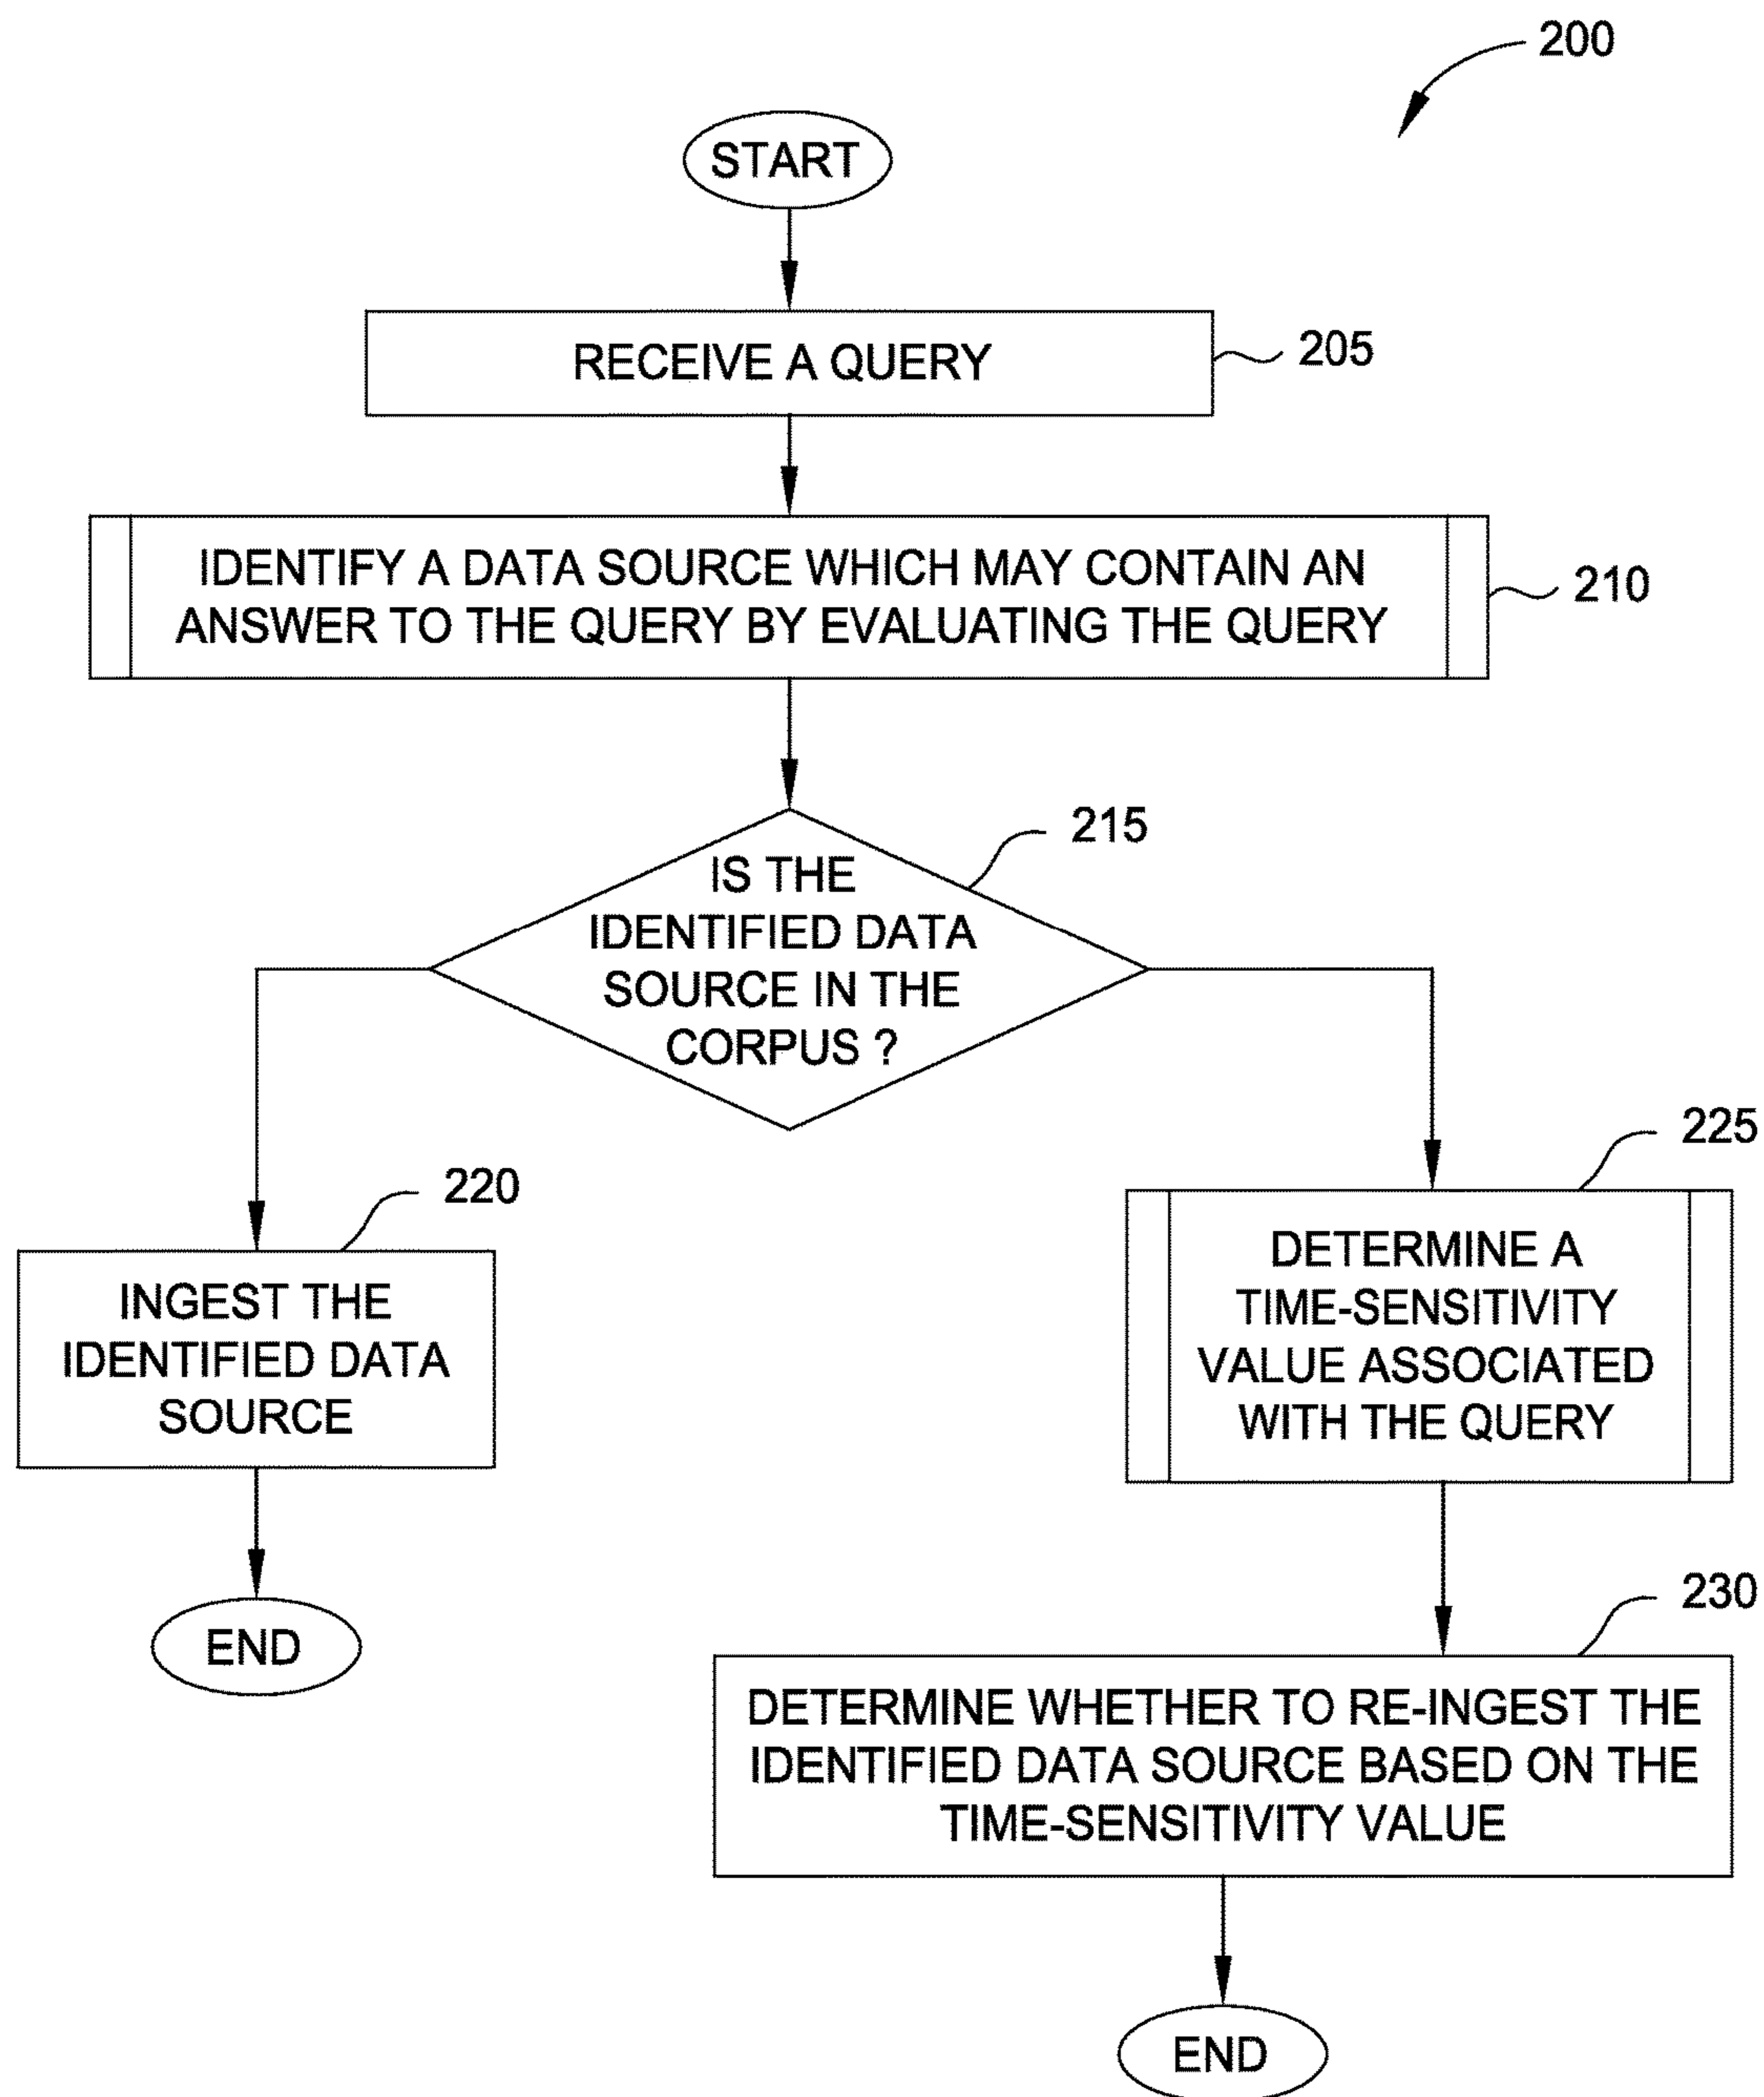 200
START
RECEIVE A QUERY
205
IDENTIFY A DATA SOURCE WHICH MAY CONTAIN AN
ANSWER TO THE QUERY BY EVALUATING THE QUERY
210
215
IS THE
IDENTIFIED DATA
SOURCE IN THE
CORPUS ?
220
INGEST THE
IDENTIFIED DATA
SOURCE
END
225
DETERMINE A
TIME-SENSITIVITY
VALUE ASSOCIATED
WITH THE QUERY
230
DETERMINE WHETHER TO RE-INGEST THE
IDENTIFIED DATA SOURCE BASED ON THE
TIME-SENSITIVITY VALUE
END